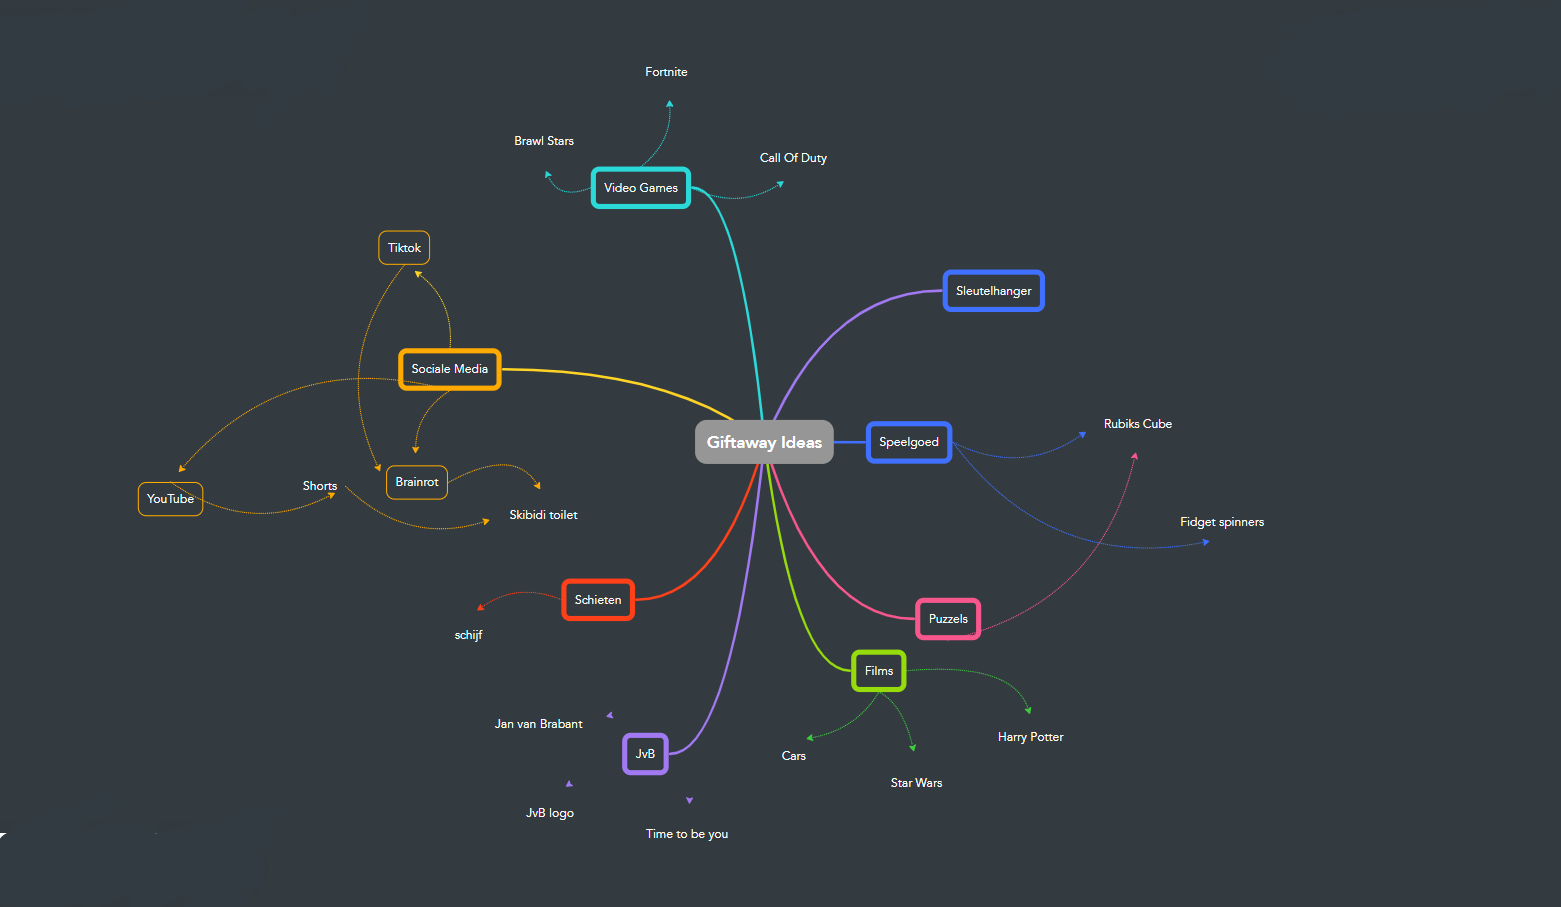 Fortnite
Brawl Stars
Call Of Duty
Video Games
Tiktok
Sleutelhanger
Sociale Media
Giftaway Ideas
Speelgoed
Rubiks Cube
YouTube
Shorts
Brainrot
Skibidi toilet
Fidget spinners
Schieten
schijf
Puzzels
Films
Jan van Brabant
JvB
Cars
Harry Potter
Star Wars
JvB logo
Time to be you